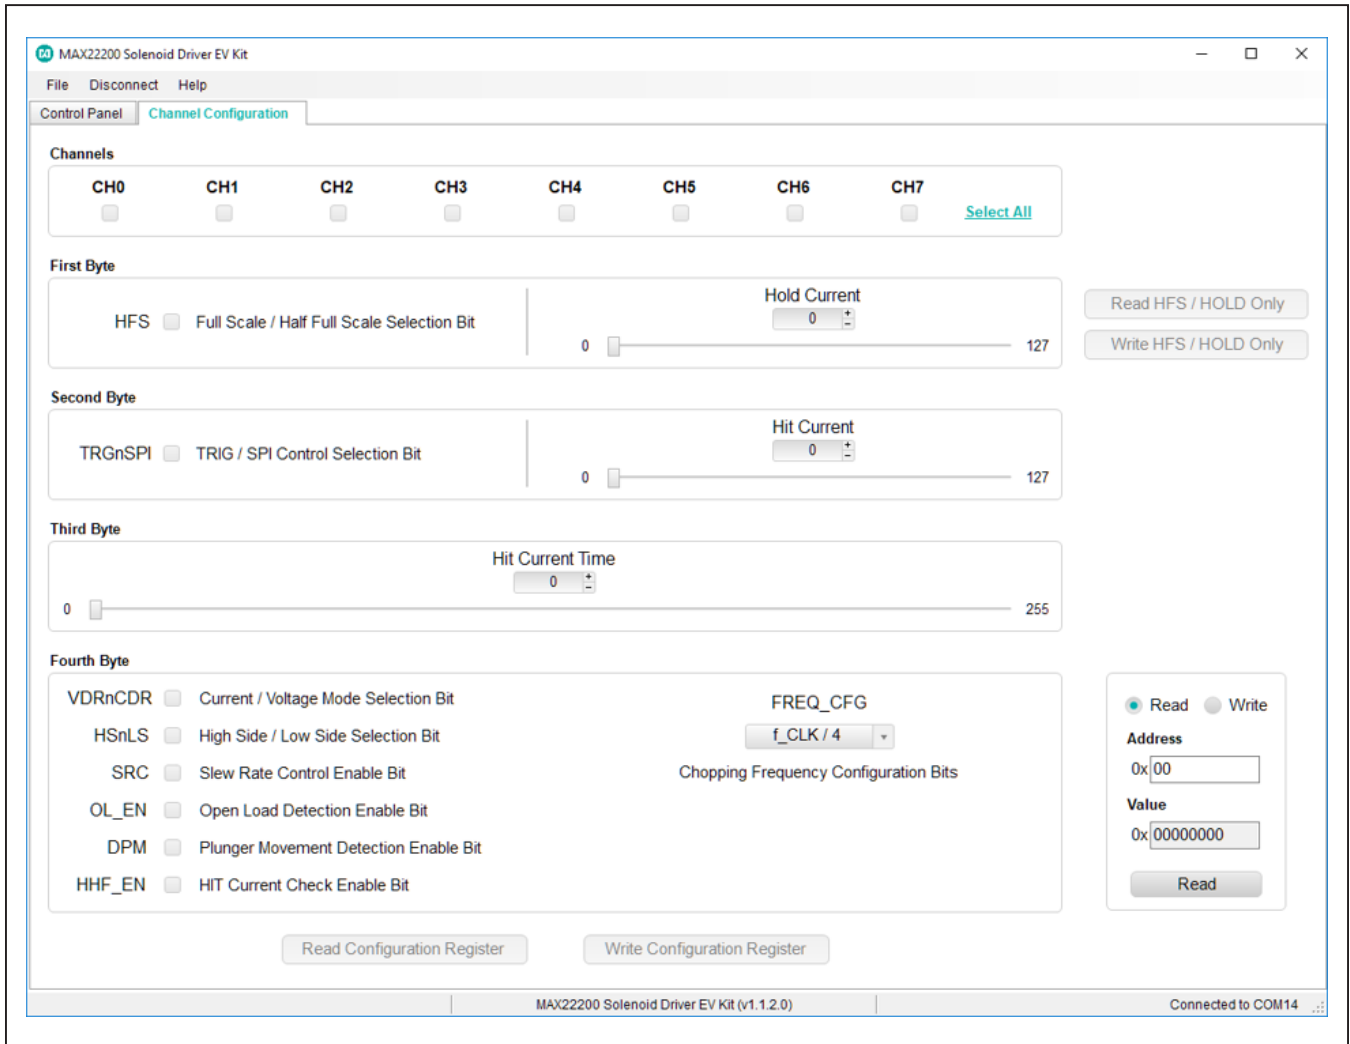 MAX22200 Solenoid Driver EV Kit
File Disconnect Help
Control Panel Channel Configuration
Channels
CH0 CH1 CH2 CH3 CH4 CH5 CH6 CH7
Select All
First Byte
HFS Full Scale / Half Full Scale Selection Bit
Hold Current
0 + -
0 127
Read HFS / HOLD Only
Write HFS / HOLD Only
Second Byte
TRGnSPI TRIG / SPI Control Selection Bit
Hit Current
0 + -
0 127
Third Byte
Hit Current Time
0 + -
0 255
Fourth Byte
VDRnCDR Current / Voltage Mode Selection Bit
HSnLS High Side / Low Side Selection Bit
SRC Slew Rate Control Enable Bit
OL_EN Open Load Detection Enable Bit
DPM Plunger Movement Detection Enable Bit
HHF_EN HIT Current Check Enable Bit
FREQ_CFG
f_CLK / 4
Chopping Frequency Configuration Bits
Read Write
Address
0x 00
Value
0x 00000000
Read
Read Configuration Register Write Configuration Register
MAX22200 Solenoid Driver EV Kit (v1.1.2.0) Connected to COM14